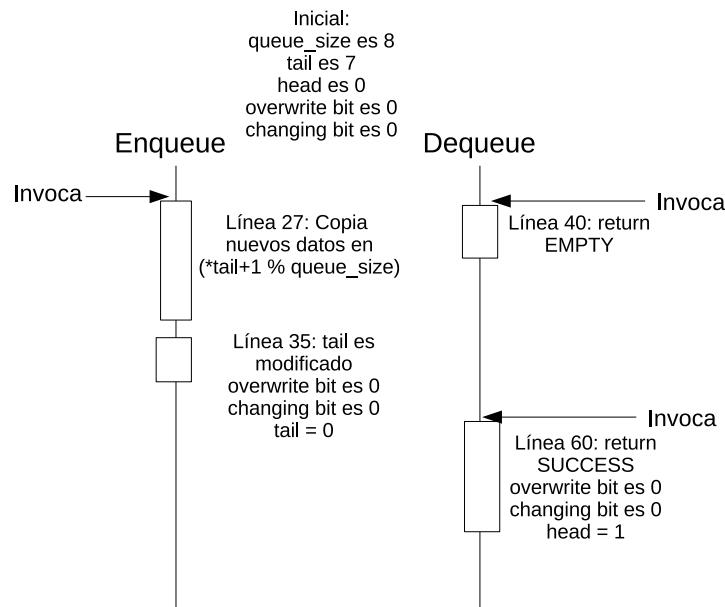 Inicial:
queue_size es 8
tail es 7
head es 0
overwrite bit es 0
changing bit es 0
Enqueue
Dequeue
Invoca
Línea 27: Copia
nuevos datos en
(*tail+1 % queue_size)
Invoca
Línea 40: return
EMPTY
Línea 35: tail es
modificado
overwrite bit es 0
changing bit es 0
tail = 0
Invoca
Línea 60: return
SUCCESS
overwrite bit es 0
changing bit es 0
head = 1